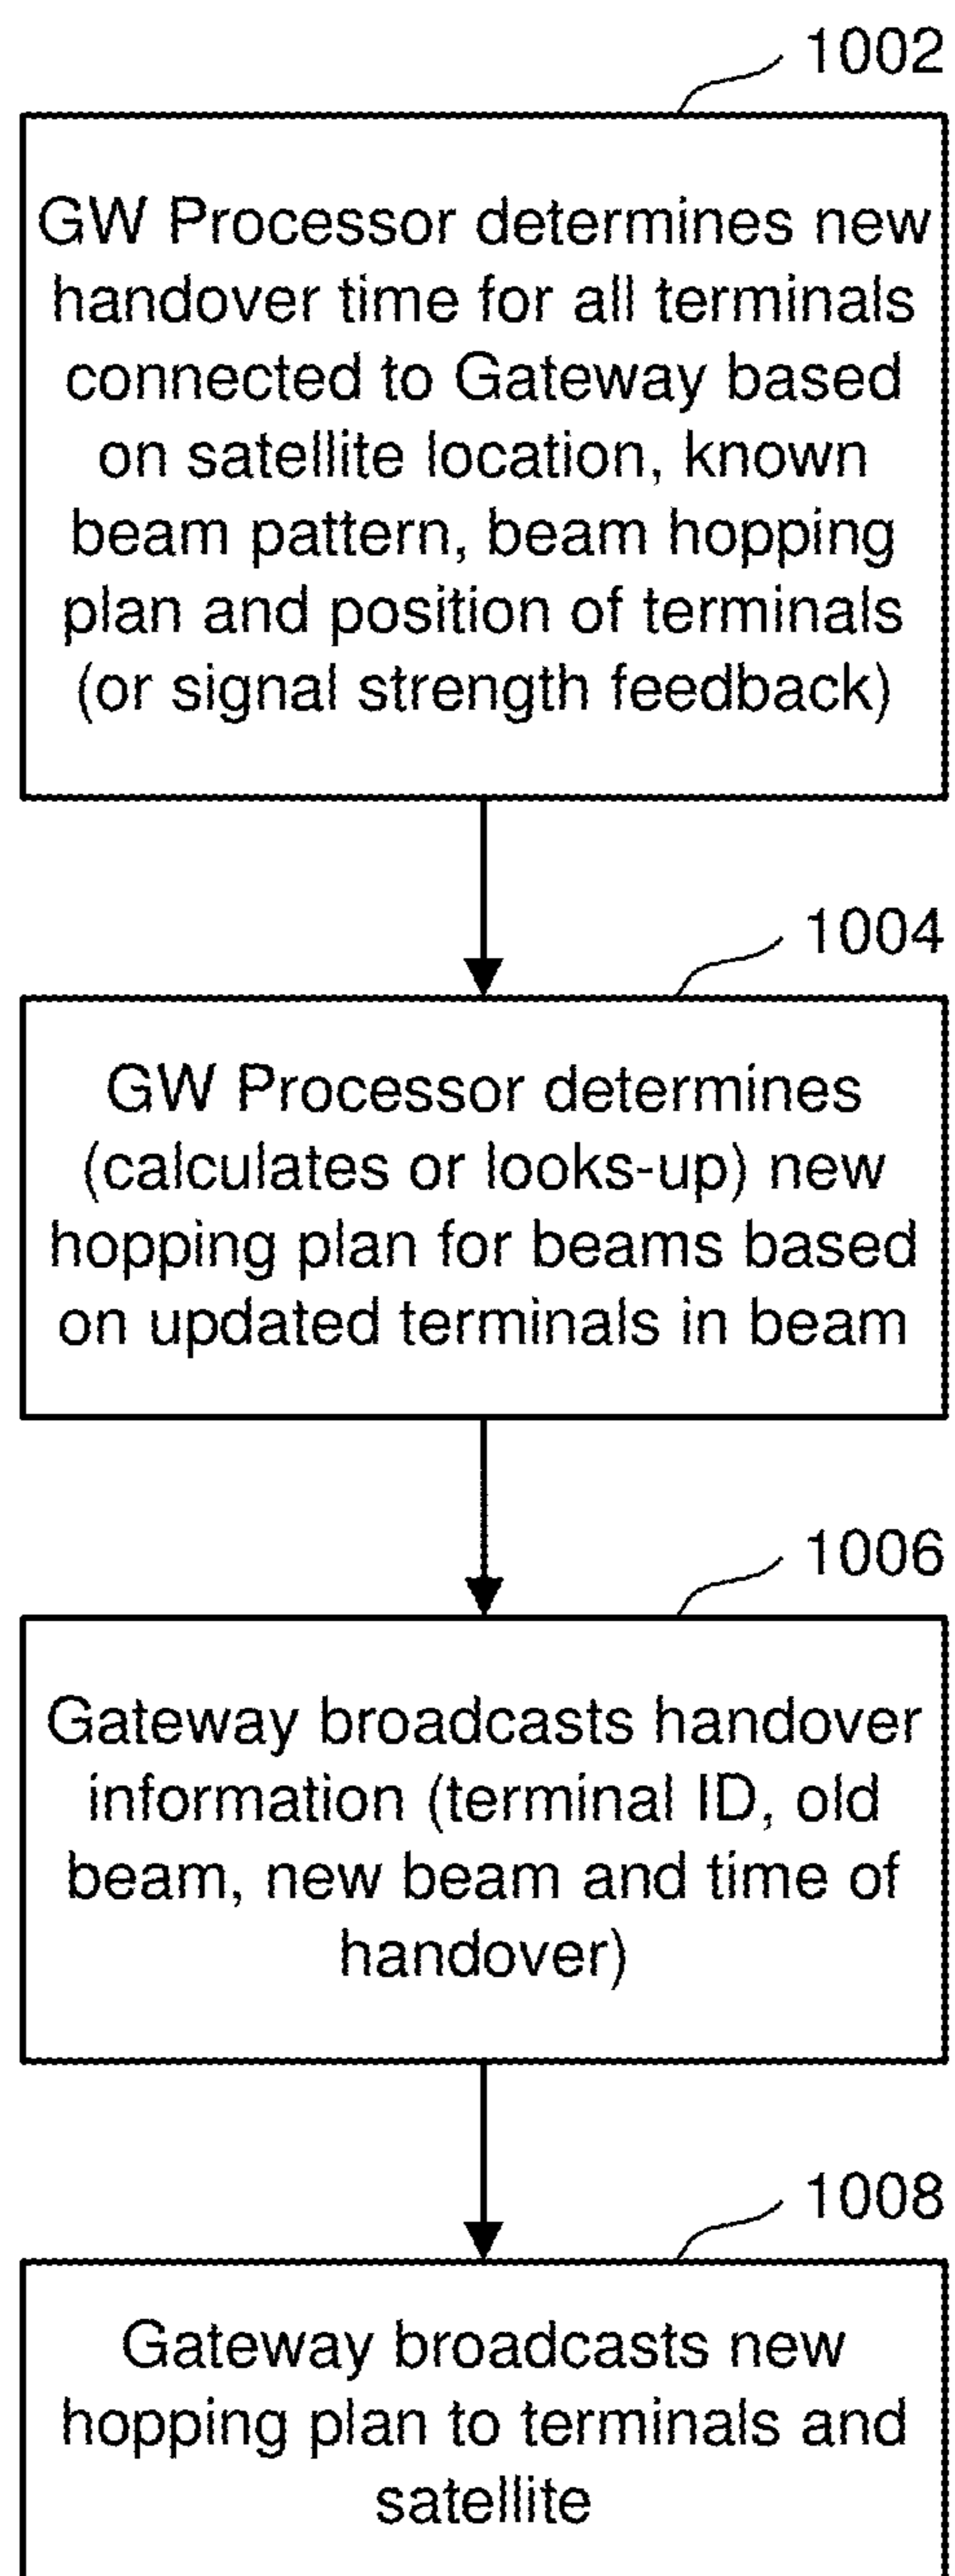 1002
GW Processor determines new
handover time for all terminals
connected to Gateway based
on satellite location, known
beam pattern, beam hopping
plan and position of terminals
(or signal strength feedback)
1004
GW Processor determines
(calculates or looks-up) new
hopping plan for beams based
on updated terminals in beam
1006
Gateway broadcasts handover
information (terminal ID, old
beam, new beam and time of
handover)
1008
Gateway broadcasts new
hopping plan to terminals and
satellite